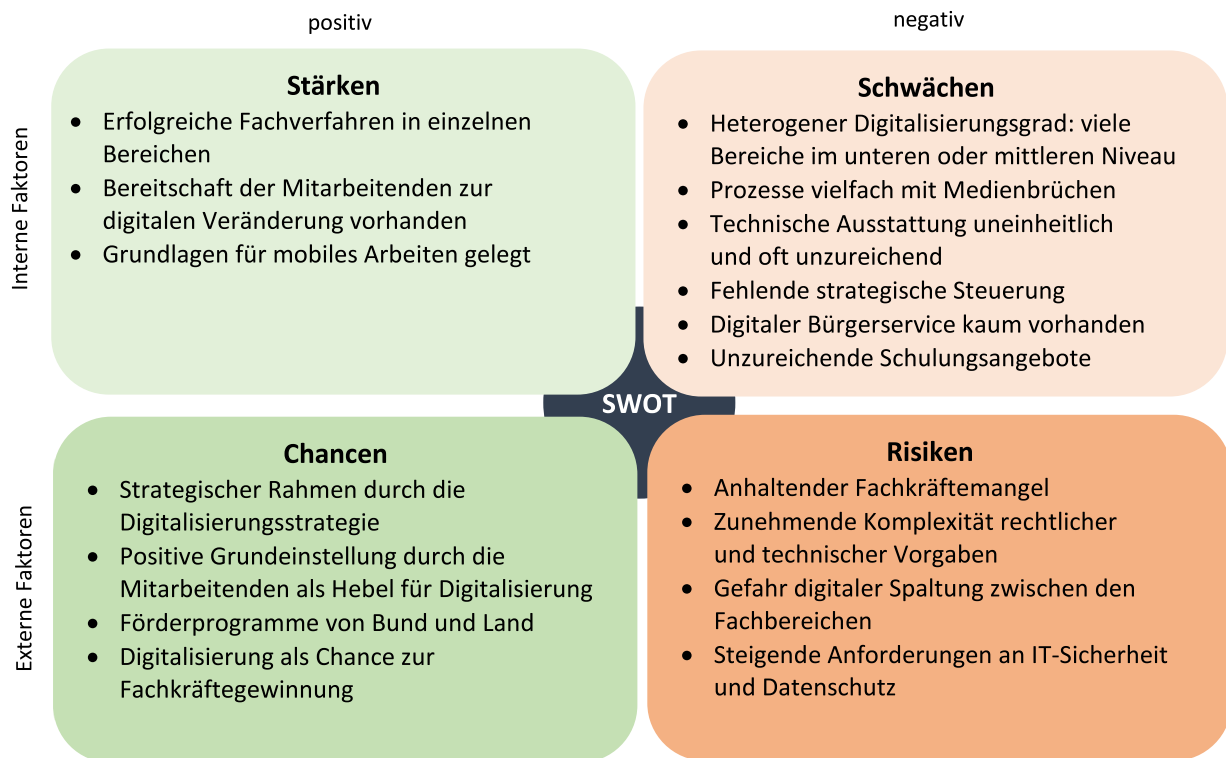 positiv
negativ
Interne Faktoren
Stärken
• Erfolgreiche Fachverfahren in einzelnen
Bereichen
• Bereitschaft der Mitarbeitenden zur
digitalen Veränderung vorhanden
• Grundlagen für mobiles Arbeiten gelegt
Schwächen
• Heterogener Digitalisierungsgrad: viele
Bereiche im unteren oder mittleren Niveau
• Prozesse vielfach mit Medienbrüchen
• Technische Ausstattung uneinheitlich
und oft unzureichend
• Fehlende strategische Steuerung
• Digitaler Bürgerservice kaum vorhanden
• Unzureichende Schulungsangebote
SWOT
Externe Faktoren
Chancen
• Strategischer Rahmen durch die
Digitalisierungsstrategie
• Positive Grundeinstellung durch die
Mitarbeitenden als Hebel für Digitalisierung
• Förderprogramme von Bund und Land
• Digitalisierung als Chance zur
Fachkräftegewinnung
Risiken
• Anhaltender Fachkräftemangel
• Zunehmende Komplexität rechtlicher
und technischer Vorgaben
• Gefahr digitaler Spaltung zwischen den
Fachbereichen
• Steigende Anforderungen an IT-Sicherheit
und Datenschutz